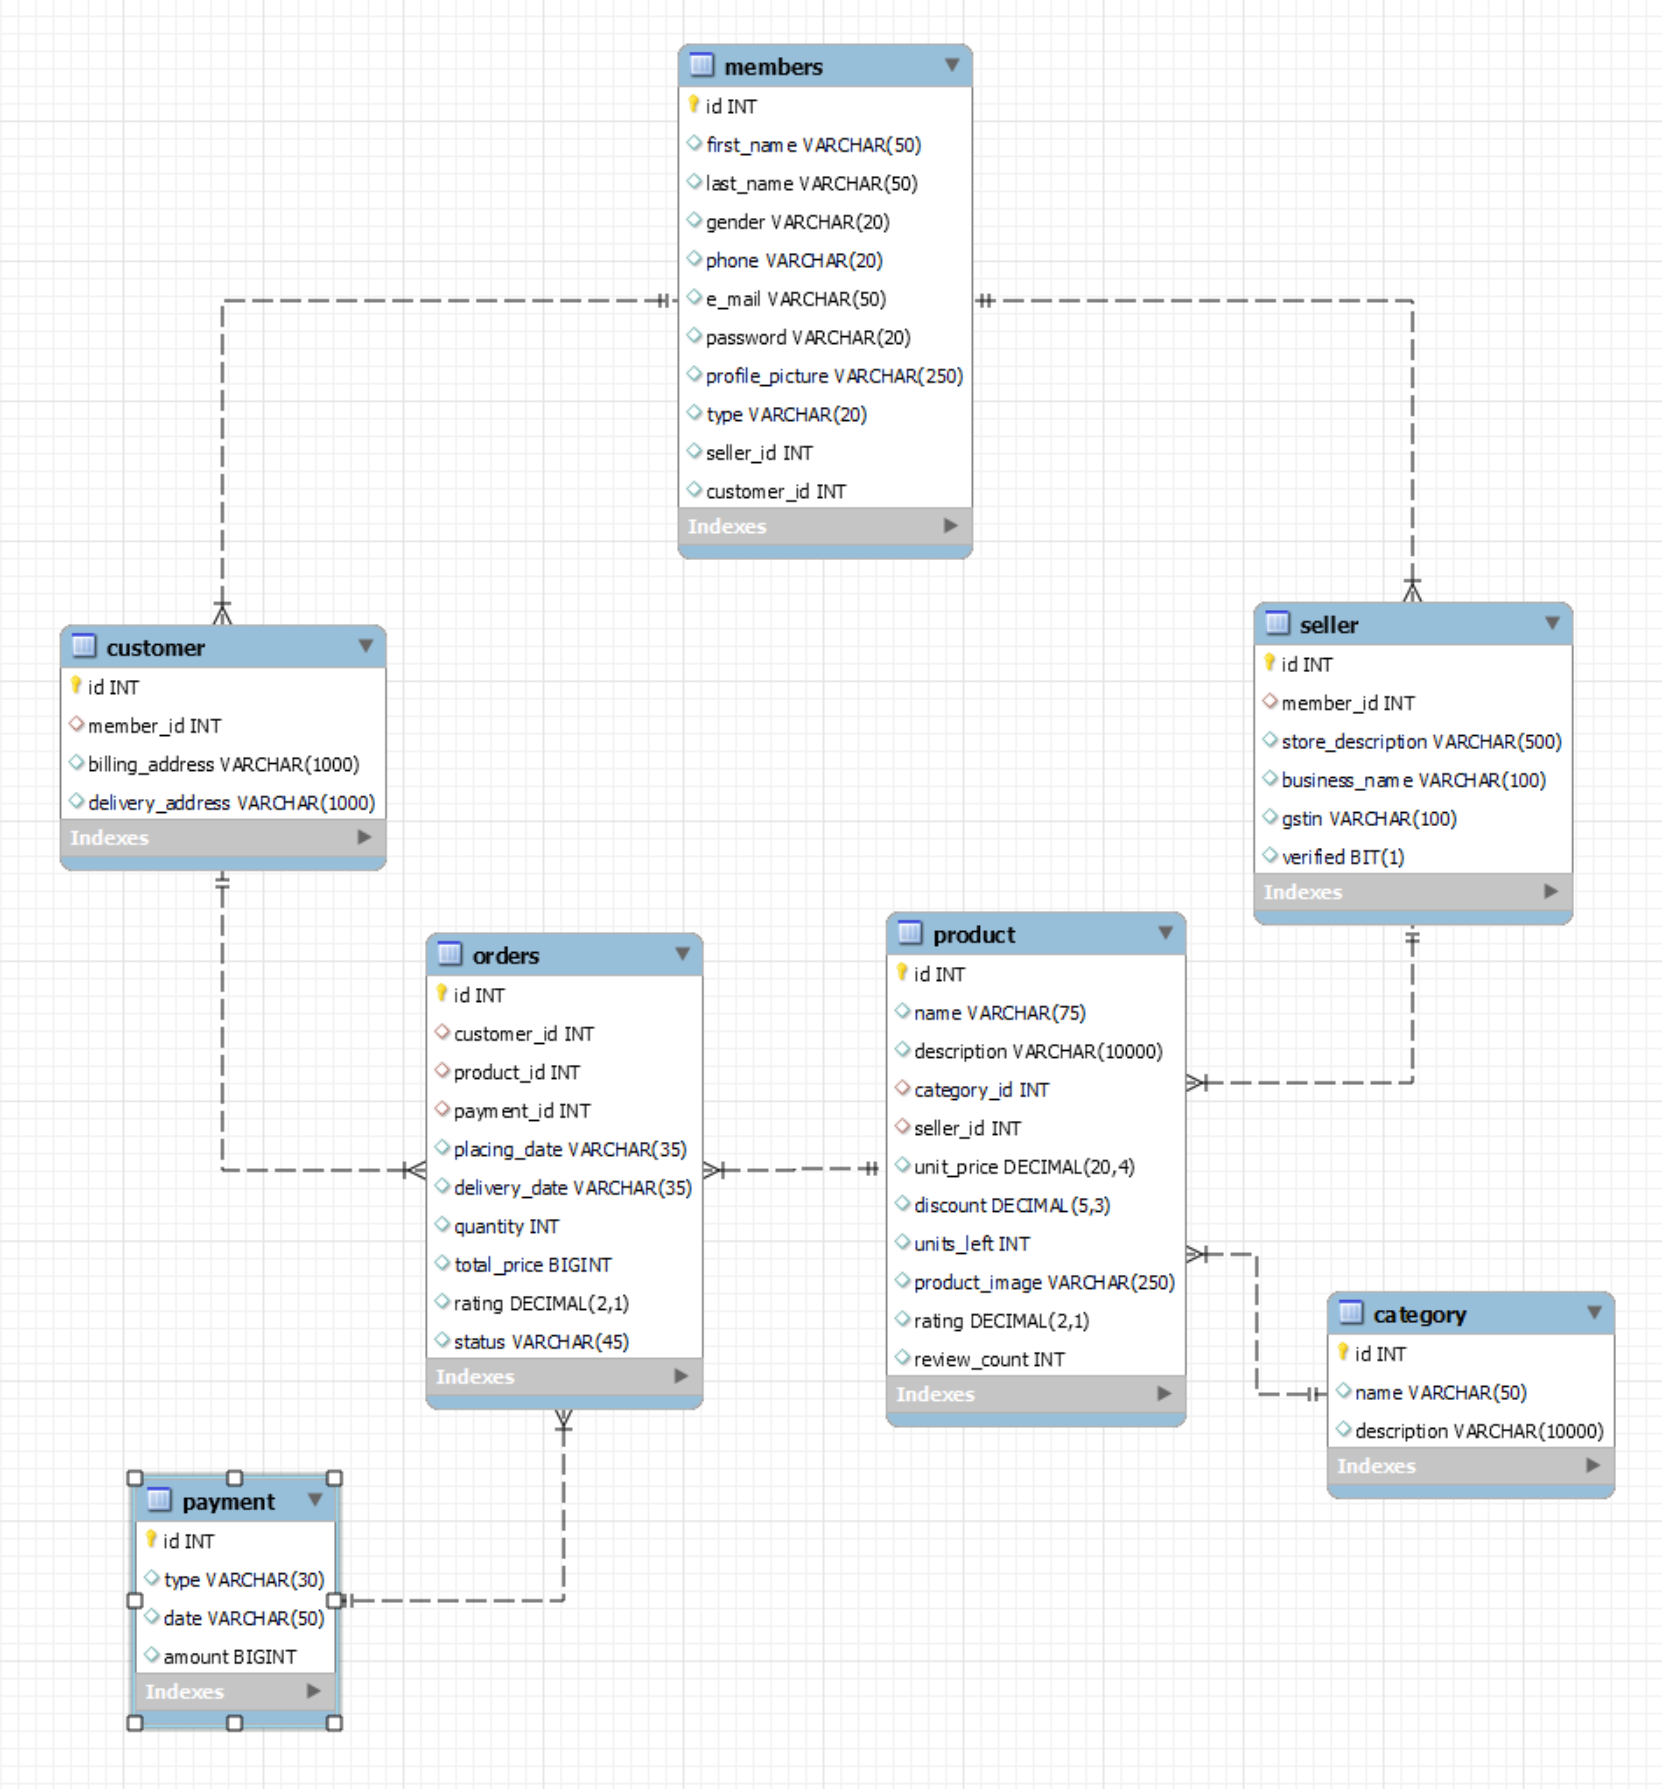 members
id INT
first_name VARCHAR(50)
last_name VARCHAR(50)
gender VARCHAR(20)
phone VARCHAR(20)
e_mail VARCHAR(50)
password VARCHAR(20)
profile_picture VARCHAR(250)
type VARCHAR(20)
seller_id INT
customer_id INT
Indexes
customer
id INT
member_id INT
billing_address VARCHAR(1000)
delivery_address VARCHAR(1000)
Indexes
seller
id INT
member_id INT
store_description VARCHAR(500)
business_name VARCHAR(100)
gstin VARCHAR(100)
verified BIT(1)
Indexes
orders
id INT
customer_id INT
product_id INT
payment_id INT
placing_date VARCHAR(35)
delivery_date VARCHAR(35)
quantity INT
total_price BIGINT
rating DECIMAL(2,1)
status VARCHAR(45)
Indexes
product
id INT
name VARCHAR(75)
description VARCHAR(10000)
category_id INT
seller_id INT
unit_price DECIMAL(20,4)
discount DECIMAL(5,3)
units_left INT
product_image VARCHAR(250)
rating DECIMAL(2,1)
review_count INT
Indexes
category
id INT
name VARCHAR(50)
description VARCHAR(10000)
Indexes
payment
id INT
type VARCHAR(30)
date VARCHAR(50)
amount BIGINT
Indexes